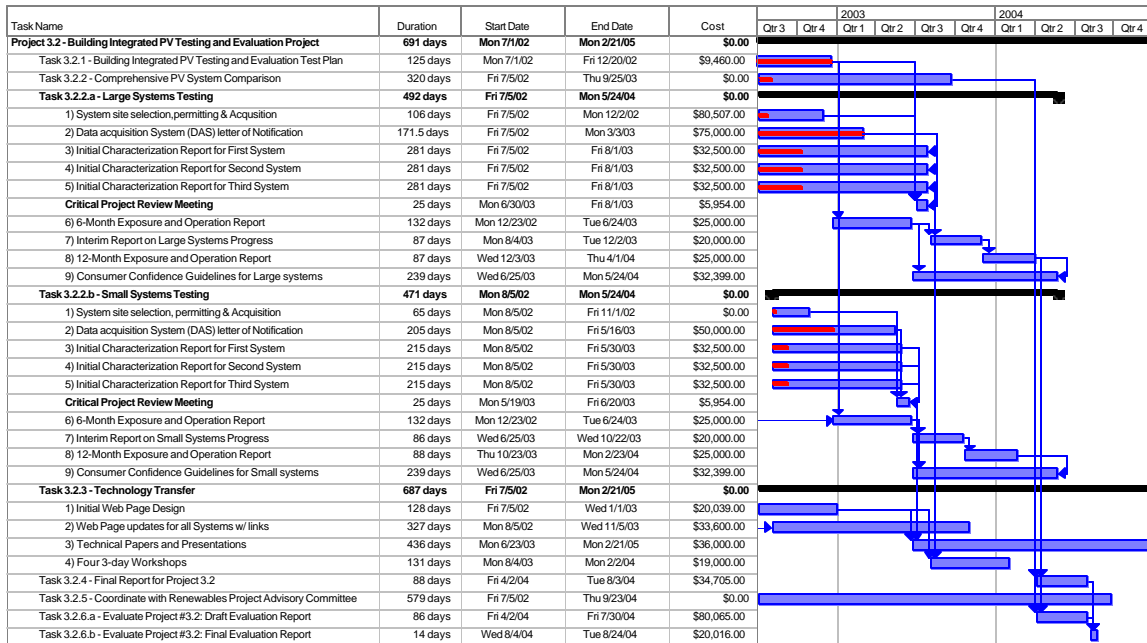 2003 2004
Task Name Duration Start Date End Date Cost Qtr 3 Qtr 4 Qtr 1 Qtr 2 Qtr 3 Qtr 4 Qtr 1 Qtr 2 Qtr 3 Qtr 4
Project 3.2 - Building Integrated PV Testing and Evaluation Project 691 days Mon 7/1/02 Mon 2/21/05 $0.00
Task 3.2.1 - Building Integrated PV Testing and Evaluation Test Plan 125 days Mon 7/1/02 Fri 12/20/02 $9,460.00
Task 3.2.2 - Comprehensive PV System Comparison 320 days Fri 7/5/02 Thu 9/25/03 $0.00
Task 3.2.2.a - Large Systems Testing 492 days Fri 7/5/02 Mon 5/24/04 $0.00
1) System site selection,permitting & Acqusition 106 days Fri 7/5/02 Mon 12/2/02 $80,507.00
2) Data acquisition System (DAS) letter of Notification 171.5 days Fri 7/5/02 Mon 3/3/03 $75,000.00
3) Initial Characterization Report for First System 281 days Fri 7/5/02 Fri 8/1/03 $32,500.00
4) Initial Characterization Report for Second System 281 days Fri 7/5/02 Fri 8/1/03 $32,500.00
5) Initial Characterization Report for Third System 281 days Fri 7/5/02 Fri 8/1/03 $32,500.00
Critical Project Review Meeting 25 days Mon 6/30/03 Fri 8/1/03 $5,954.00
6) 6-Month Exposure and Operation Report 132 days Mon 12/23/02 Tue 6/24/03 $25,000.00
7) Interim Report on Large Systems Progress 87 days Mon 8/4/03 Tue 12/2/03 $20,000.00
8) 12-Month Exposure and Operation Report 87 days Wed 12/3/03 Thu 4/1/04 $25,000.00
9) Consumer Confidence Guidelines for Large systems 239 days Wed 6/25/03 Mon 5/24/04 $32,399.00
Task 3.2.2.b - Small Systems Testing 471 days Mon 8/5/02 Mon 5/24/04 $0.00
1) System site selection, permitting & Acquisition 65 days Mon 8/5/02 Fri 11/1/02 $0.00
2) Data acquisition System (DAS) letter of Notification 205 days Mon 8/5/02 Fri 5/16/03 $50,000.00
3) Initial Characterization Report for First System 215 days Mon 8/5/02 Fri 5/30/03 $32,500.00
4) Initial Characterization Report for Second System 215 days Mon 8/5/02 Fri 5/30/03 $32,500.00
5) Initial Characterization Report for Third System 215 days Mon 8/5/02 Fri 5/30/03 $32,500.00
Critical Project Review Meeting 25 days Mon 5/19/03 Fri 6/20/03 $5,954.00
6) 6-Month Exposure and Operation Report 132 days Mon 12/23/02 Tue 6/24/03 $25,000.00
7) Interim Report on Small Systems Progress 86 days Wed 6/25/03 Wed 10/22/03 $20,000.00
8) 12-Month Exposure and Operation Report 88 days Thu 10/23/03 Mon 2/23/04 $25,000.00
9) Consumer Confidence Guidelines for Small systems 239 days Wed 6/25/03 Mon 5/24/04 $32,399.00
Task 3.2.3 - Technology Transfer 687 days Fri 7/5/02 Mon 2/21/05 $0.00
1) Initial Web Page Design 128 days Fri 7/5/02 Wed 1/1/03 $20,039.00
2) Web Page updates for all Systems w/ links 327 days Mon 8/5/02 Wed 11/5/03 $33,600.00
3) Technical Papers and Presentations 436 days Mon 6/23/03 Mon 2/21/05 $36,000.00
4) Four 3-day Workshops 131 days Mon 8/4/03 Mon 2/2/04 $19,000.00
Task 3.2.4 - Final Report for Project 3.2 88 days Fri 4/2/04 Tue 8/3/04 $34,705.00
Task 3.2.5 - Coordinate with Renewables Project Advisory Committee 579 days Fri 7/5/02 Thu 9/23/04 $0.00
Task 3.2.6.a - Evaluate Project #3.2: Draft Evaluation Report 86 days Fri 4/2/04 Fri 7/30/04 $80,065.00
Task 3.2.6.b - Evaluate Project #3.2: Final Evaluation Report 14 days Wed 8/4/04 Tue 8/24/04 $20,016.00